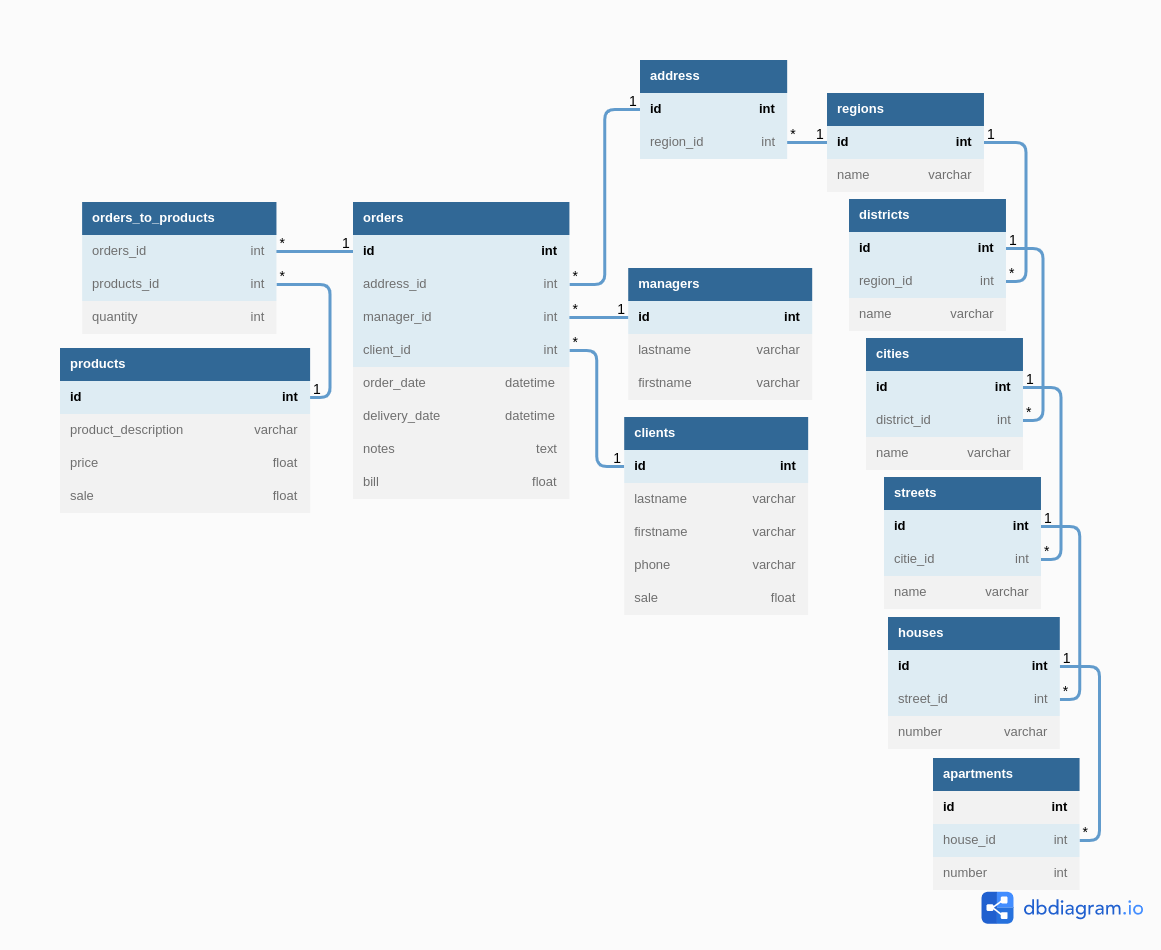 address
id int
region_id int
* 1
1
regions
id int
name varchar
1
districts
id int
region_id int
name varchar
1
*
cities
id int
district_id int
name varchar
1
*
streets
id int
citie_id int
name varchar
1
*
houses
id int
street_id int
number varchar
1
*
apartments
id int
house_id int
number int
*
orders_to_products
orders_id int
products_id int
quantity int
* 1
*
products
id int
product_description varchar
price float
sale float
1
orders
id int
address_id int
manager_id int
client_id int
order_date datetime
delivery_date datetime
notes text
bill float
*
* 1
*
managers
id int
lastname varchar
firstname varchar
clients
id int
lastname varchar
firstname varchar
phone varchar
sale float
1
dbdiagram.io